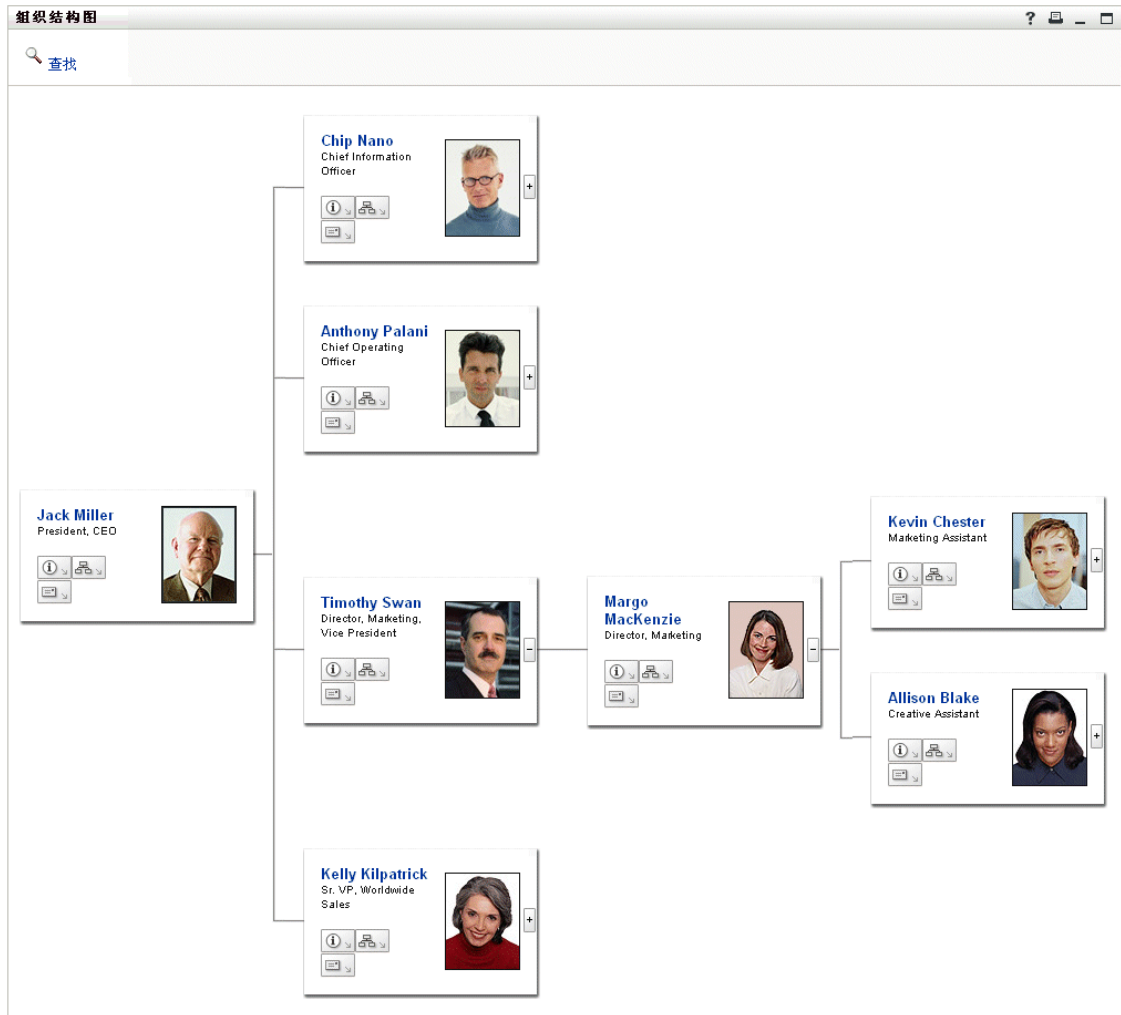 组织结构图
查找
Chip Nano
Chief Information
Officer
Anthony Palani
Chief Operating
Officer
Jack Miller
President, CEO
Timothy Swan
Director, Marketing,
Vice President
Margo
MacKenzie
Director, Marketing
Kevin Chester
Marketing Assistant
Allison Blake
Creative Assistant
Kelly Kilpatrick
Sr. VP, Worldwide
Sales